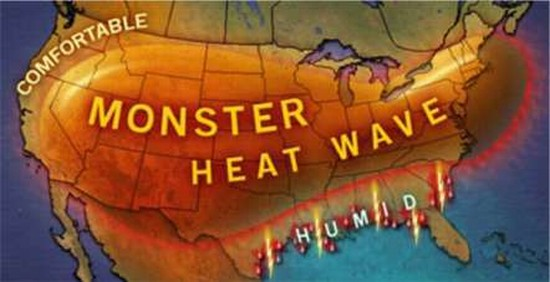 COMFORTABLE
MONSTER
HEAT WAVE
HUMID